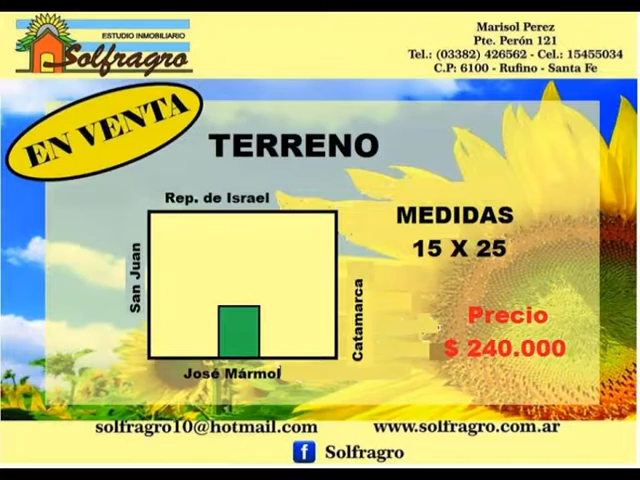 ESTUDIO INMOBILIARIO
Solfragro
Marisol Perez
Pte. Perón 121
Tel.: (03382) 426562 - Cel.: 15455034
C.P: 6100 - Rufino - Santa Fe
EN VENTA
TERRENO
Rep. de Israel
San Juan
Catamarca
José Mármol
MEDIDAS
15 X 25
Precio
$ 240.000
solfragro10@hotmail.com
www.solfragro.com.ar
f Solfragro